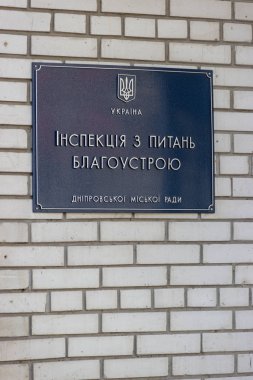 УКРАЇНА
ІНСПЕКЦІЯ З ПИТАНЬ
БЛАГОУСТРОЮ
ДНІПРОВСЬКОЇ МІСЬКОЇ РАДИ